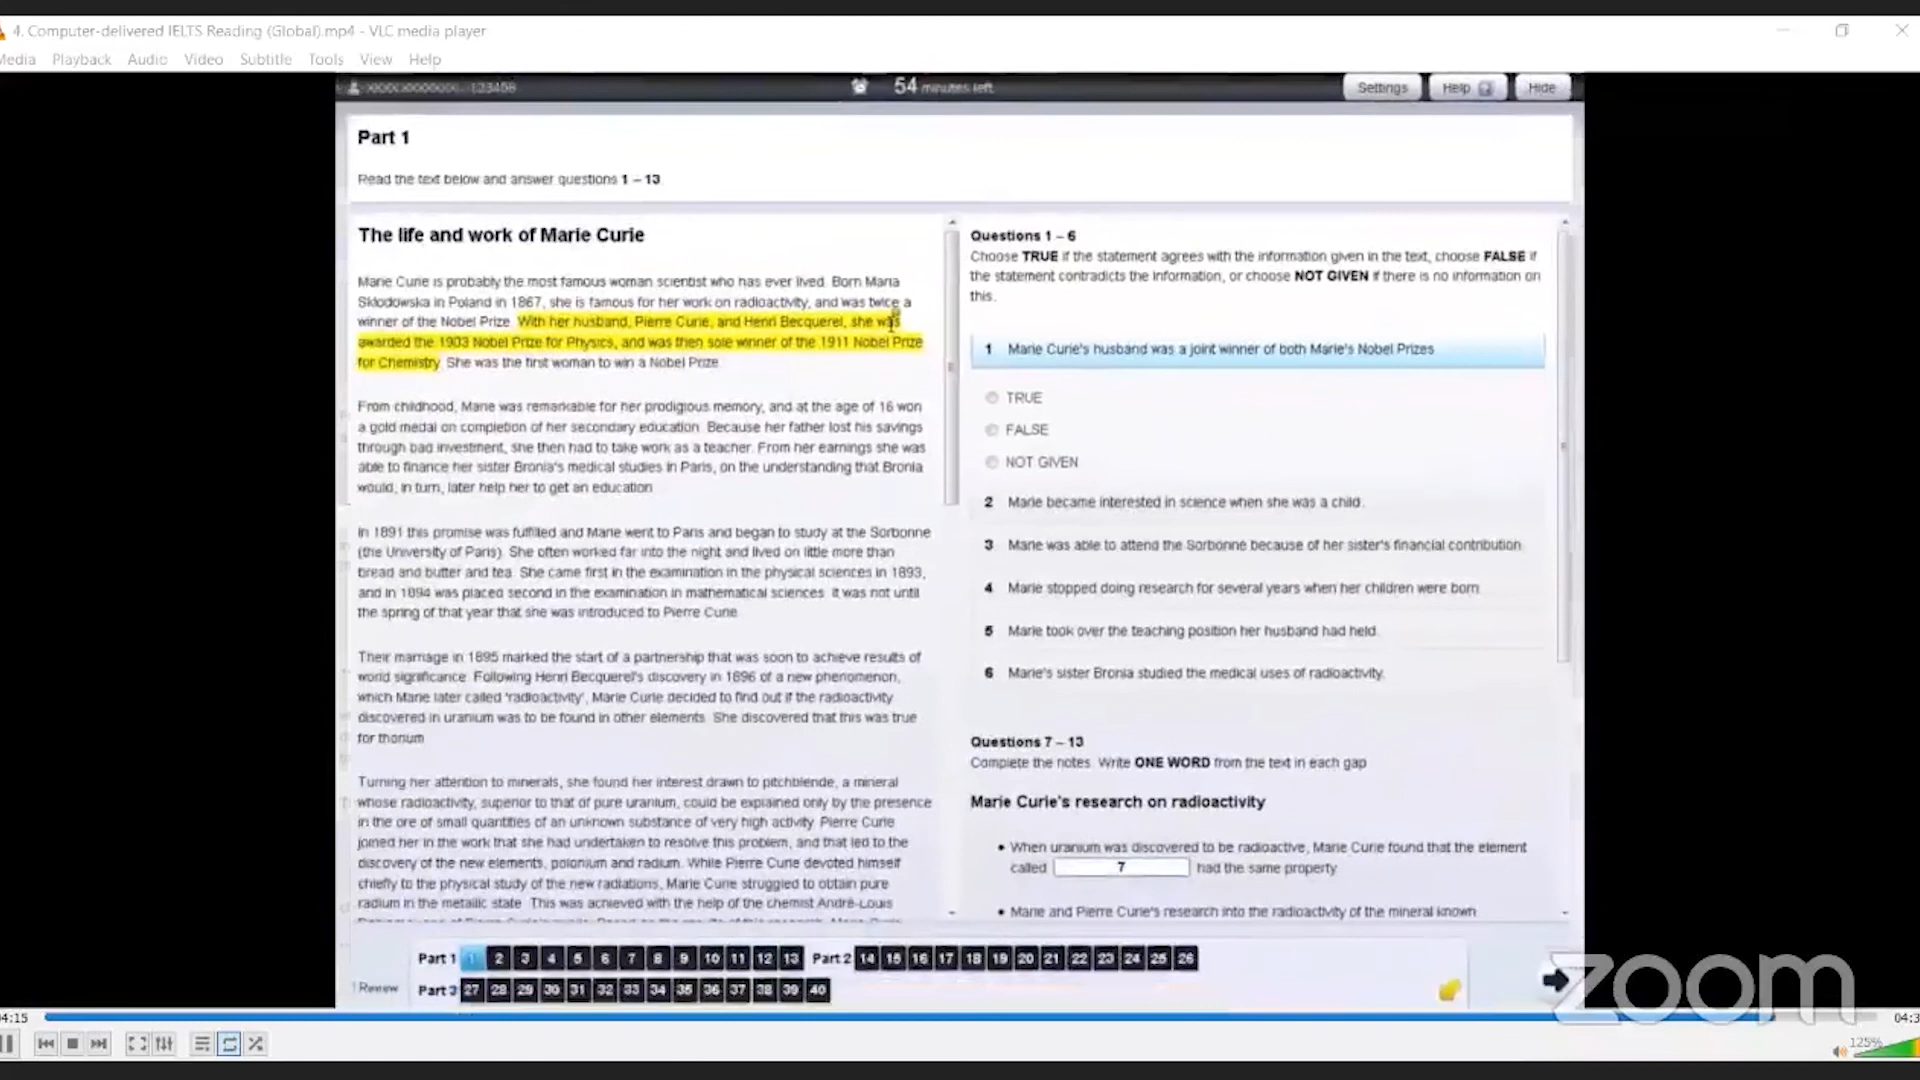 4. Computer-delivered IELTS Reading (Global).mp4 - VLC media player
Media Playback Audio Video Subtitle Tools View Help
54 minutes left
Settings Help Hide
Part 1
Read the text below and answer questions 1 – 13
The life and work of Marie Curie
Marie Curie is probably the most famous woman scientist who has ever lived. Born Maria
Sklodowska in Poland in 1867, she is famous for her work on radioactivity, and was twice a
winner of the Nobel Prize. With her husband, Pierre Curie, and Henri Becquerel, she was
awarded the 1903 Nobel Prize for Physics, and was then sole winner of the 1911 Nobel Prize
for Chemistry. She was the first woman to win a Nobel Prize.
From childhood, Marie was remarkable for her prodigious memory, and at the age of 16 won
a gold medal on completion of her secondary education. Because her father lost his savings
through bad investment, she then had to take work as a teacher. From her earnings she was
able to finance her sister Bronia's medical studies in Paris, on the understanding that Bronia
would, in turn, later help her to get an education.
In 1891 this promise was fulfilled and Marie went to Paris and began to study at the Sorbonne
(the University of Paris). She often worked far into the night and lived on little more than
bread and butter and tea. She came first in the examination in the physical sciences in 1893,
and in 1894 was placed second in the examination in mathematical sciences. It was not until
the spring of that year that she was introduced to Pierre Curie.
Their marriage in 1895 marked the start of a partnership that was soon to achieve results of
world significance. Following Henri Becquerel's discovery in 1896 of a new phenomenon,
which Marie later called 'radioactivity', Marie Curie decided to find out if the radioactivity
discovered in uranium was to be found in other elements. She discovered that this was true
for thorium.
Turning her attention to minerals, she found her interest drawn to pitchblende, a mineral
whose radioactivity, superior to that of pure uranium, could be explained only by the presence
in the ore of small quantities of an unknown substance of very high activity. Pierre Curie
joined her in the work that she had undertaken to resolve this problem, and that led to the
discovery of the new elements, polonium and radium. While Pierre Curie devoted himself
chiefly to the physical study of the new radiations, Marie Curie struggled to obtain pure
radium in the metallic state. This was achieved with the help of the chemist André-Louis
Questions 1 – 6
Choose TRUE if the statement agrees with the information given in the text, choose FALSE if
the statement contradicts the information, or choose NOT GIVEN if there is no information on
this.
1 Marie Curie's husband was a joint winner of both Marie's Nobel Prizes
TRUE
FALSE
NOT GIVEN
2 Marie became interested in science when she was a child.
3 Marie was able to attend the Sorbonne because of her sister's financial contribution.
4 Marie stopped doing research for several years when her children were born.
5 Marie took over the teaching position her husband had held.
6 Marie's sister Bronia studied the medical uses of radioactivity.
Questions 7 – 13
Complete the notes. Write ONE WORD from the text in each gap
Marie Curie's research on radioactivity
• When uranium was discovered to be radioactive, Marie Curie found that the element
called 7 had the same property
• Marie and Pierre Curie's research into the radioactivity of the mineral known
Part 1 1 2 3 4 5 6 7 8 9 10 11 12 13 Part 2 14 15 16 17 18 19 20 21 22 23 24 25 26
Review Part 3 27 28 29 30 31 32 33 34 35 36 37 38 39 40
zoom
04:15
04:3
125%